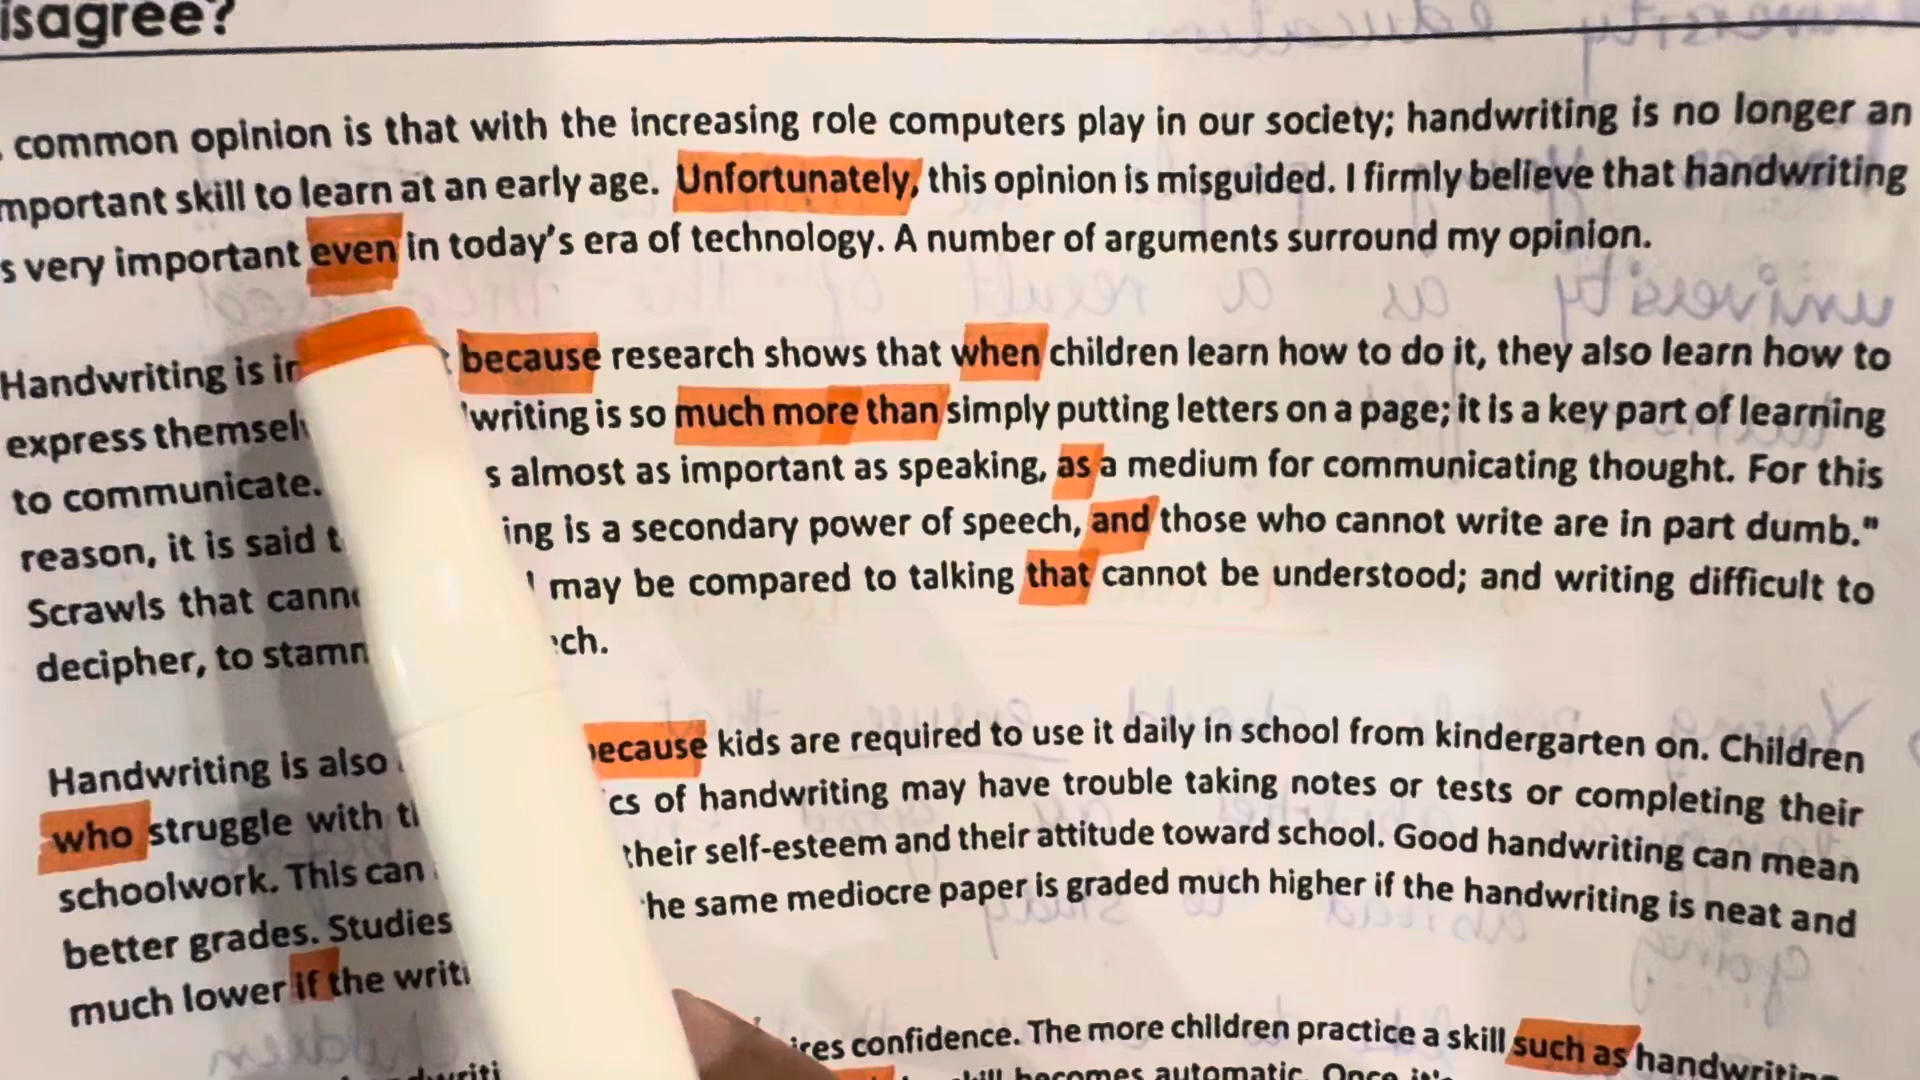 isagree?
common opinion is that with the increasing role computers play in our society; handwriting is no longer an
mportant skill to learn at an early age. Unfortunately, this opinion is misguided. I firmly believe that handwriting
s very important even in today's era of technology. A number of arguments surround my opinion.
Handwriting is in because research shows that when children learn how to do it, they also learn how to
express themsel writing is so much more than simply putting letters on a page; it is a key part of learning
to communicate. s almost as important as speaking, as a medium for communicating thought. For this
reason, it is said t ing is a secondary power of speech, and those who cannot write are in part dumb."
Scrawls that cann may be compared to talking that cannot be understood; and writing difficult to
decipher, to stamm ch.
Handwriting is also because kids are required to use it daily in school from kindergarten on. Children
who struggle with t cs of handwriting may have trouble taking notes or tests or completing their
schoolwork. This can their self-esteem and their attitude toward school. Good handwriting can mean
better grades. Studies he same mediocre paper is graded much higher if the handwriting is neat and
much lower if the writi
res confidence. The more children practice a skill such as handwriting
skill becomes automatic. Once it's